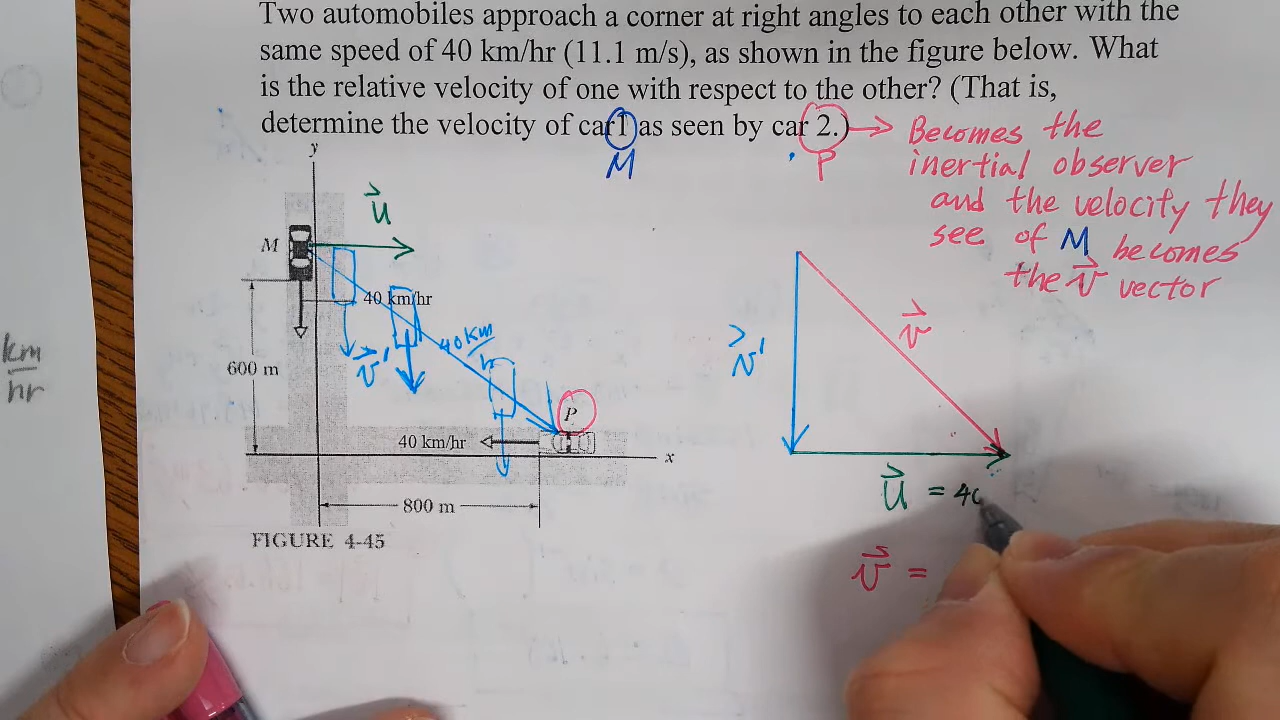 Two automobiles approach a corner at right angles to each other with the
same speed of 40 km/hr (11.1 m/s), as shown in the figure below. What
is the relative velocity of one with respect to the other? (That is,
determine the velocity of car 1 as seen by car 2.)
M
P
→ Becomes the
inertial observer
and the velocity they
see of M becomes
the v⃗ vector
y
u⃗
M
40 km/hr
v⃗'
40 km/h
600 m
P
40 km/hr
x
800 m
FIGURE 4-45
v⃗'
v⃗
u⃗ = 40
v⃗ =
km/hr